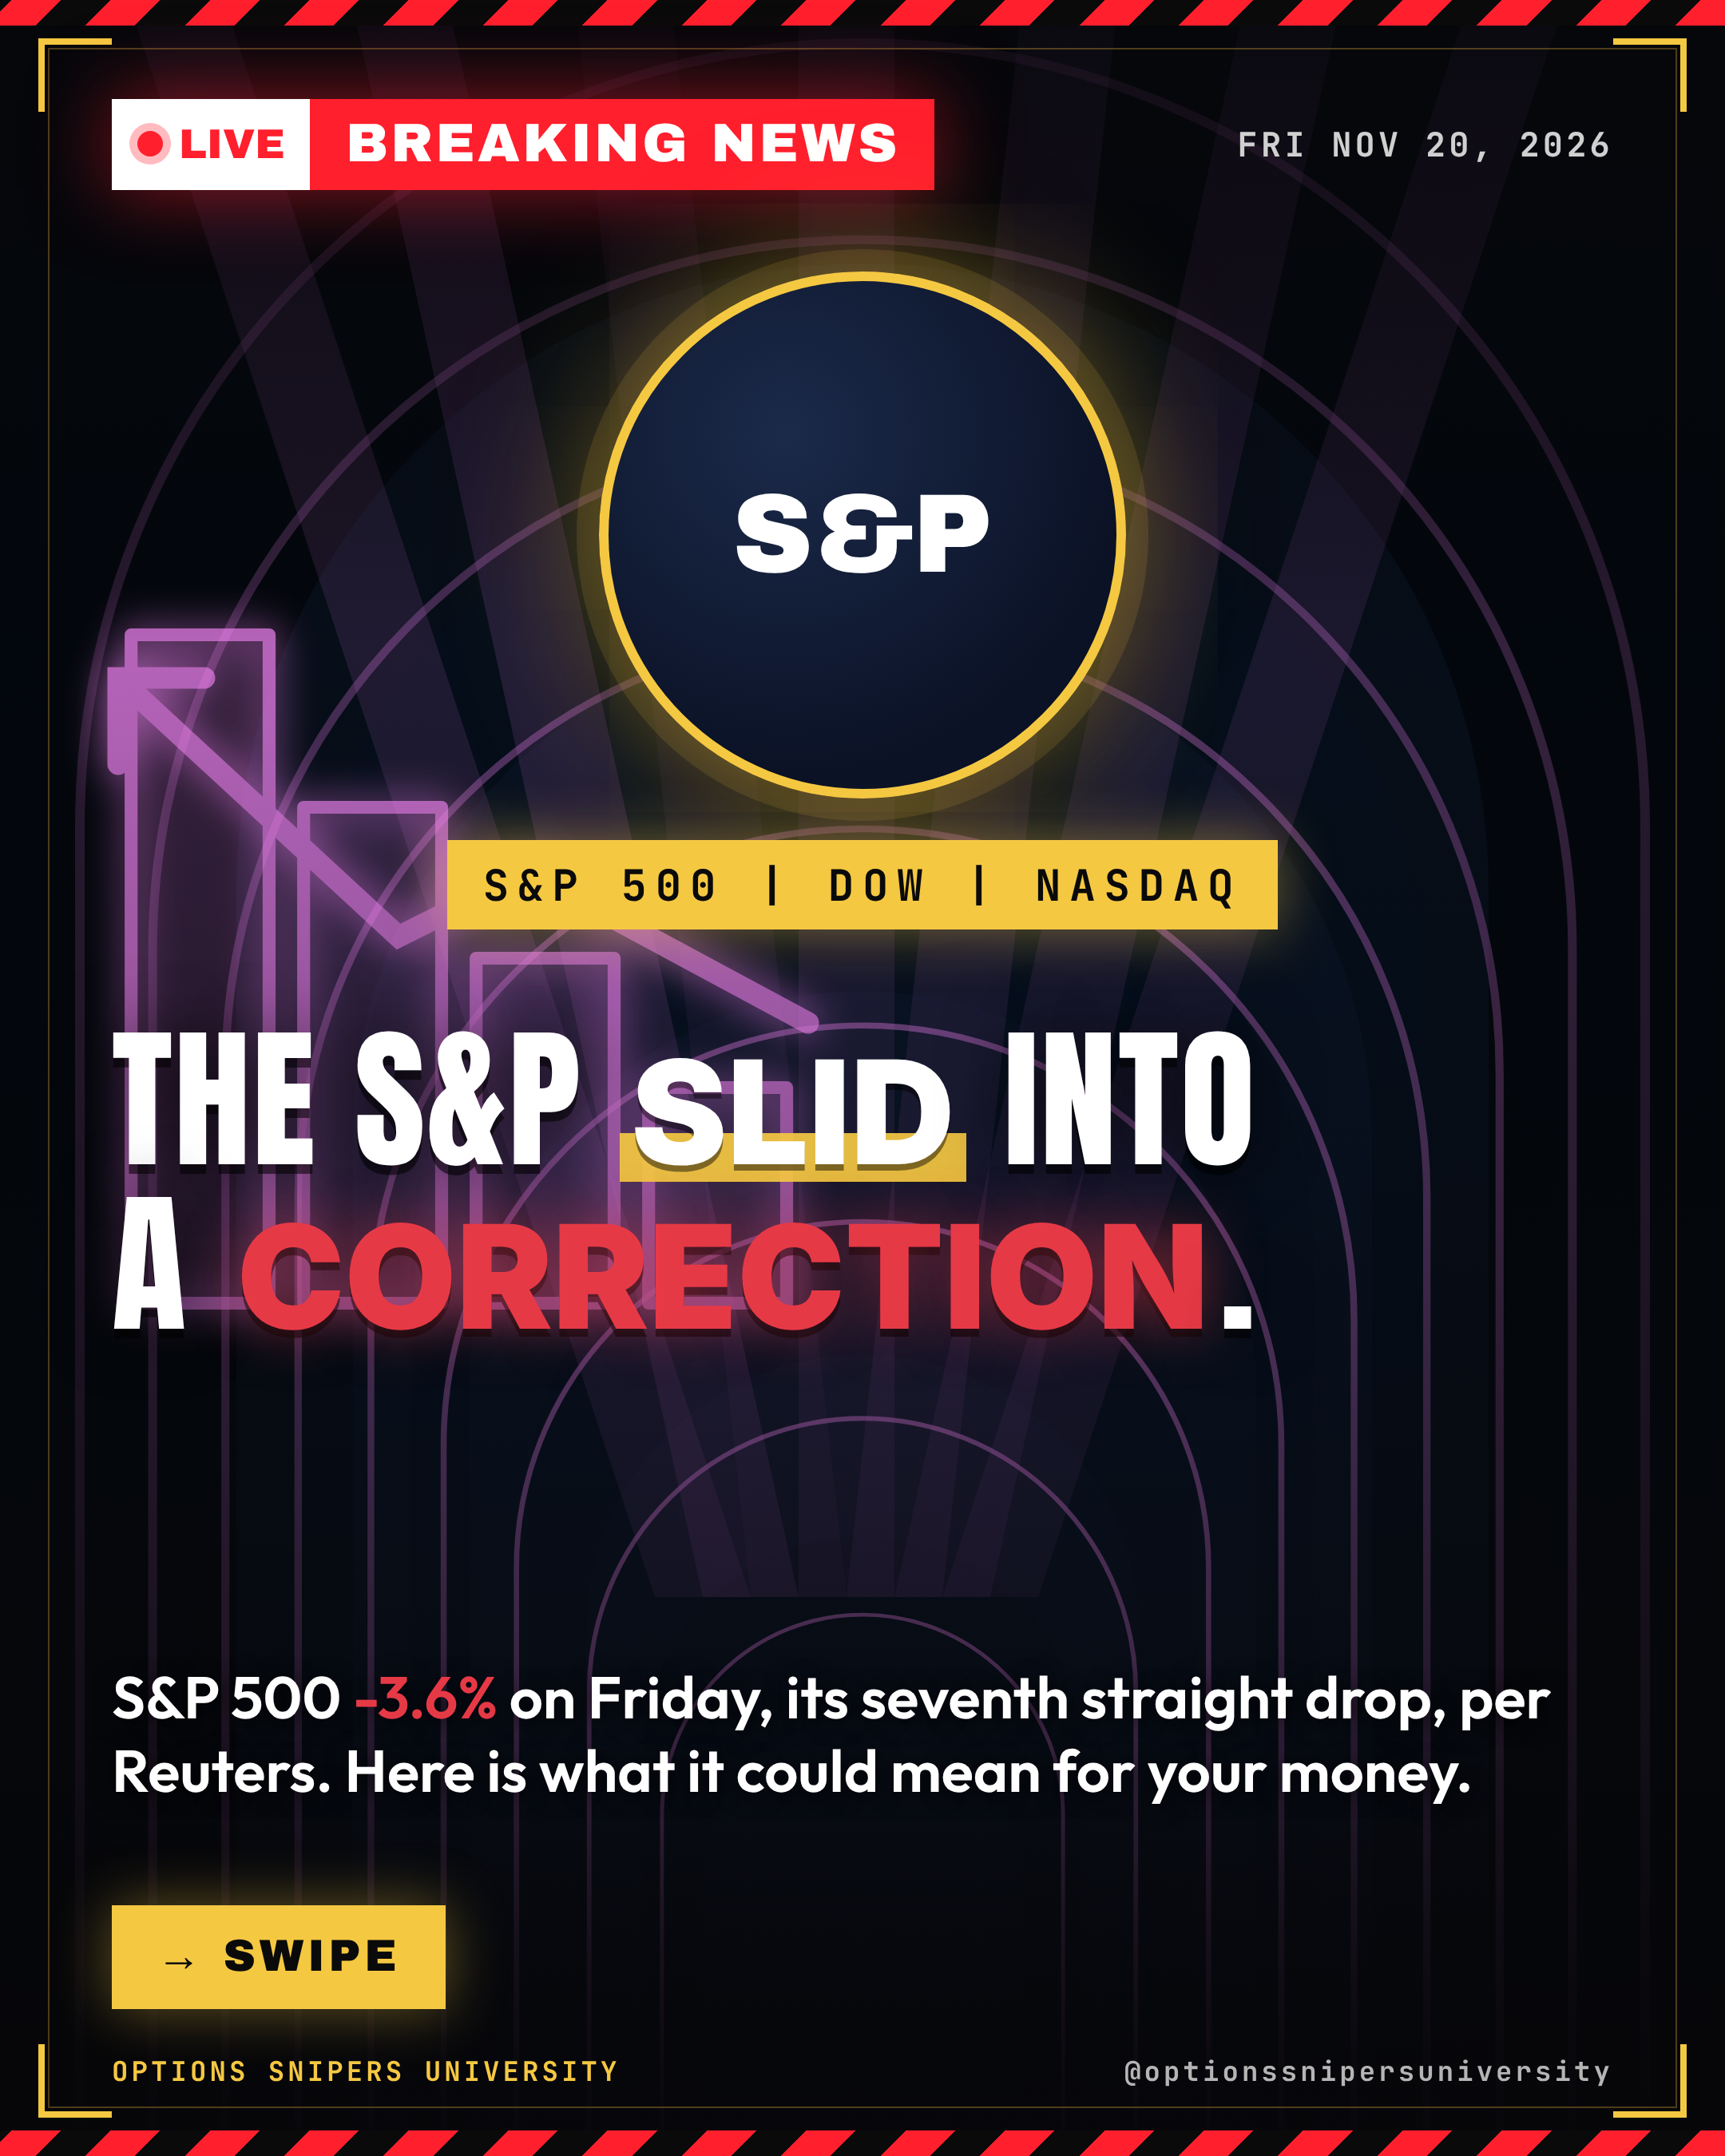 LIVE BREAKING NEWS
FRI NOV 20, 2026
S&P
S&P 500 | DOW | NASDAQ
THE S&P SLID INTO
A CORRECTION.
S&P 500 -3.6% on Friday, its seventh straight drop, per
Reuters. Here is what it could mean for your money.
→ SWIPE
OPTIONS SNIPERS UNIVERSITY
@optionssnipersuniversity